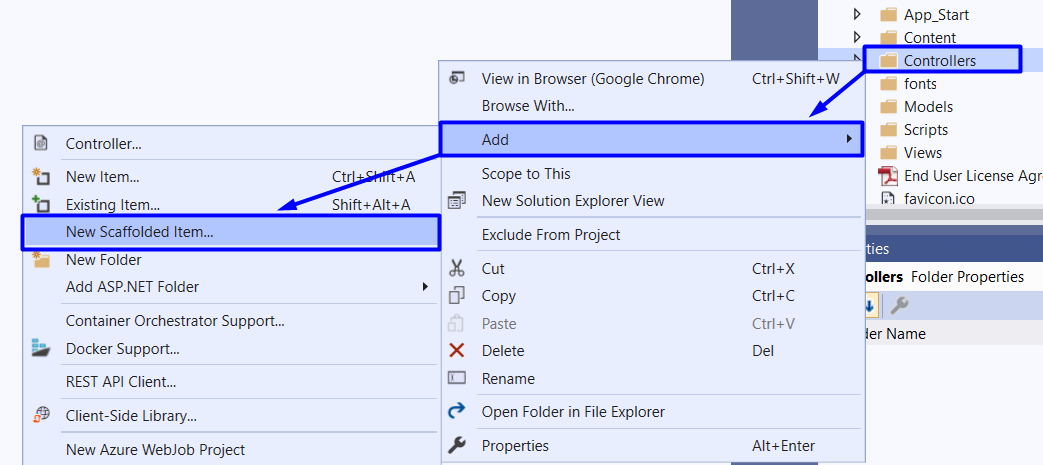 App_Start
Content
Controllers
fonts
Models
Scripts
Views
End User License Agre
favicon.ico
View in Browser (Google Chrome) Ctrl+Shift+W
Browse With...
Add
Scope to This
New Solution Explorer View
Exclude From Project
Cut Ctrl+X
Copy Ctrl+C
Paste Ctrl+V
Delete Del
Rename
Open Folder in File Explorer
Properties Alt+Enter
Controller...
New Item... Ctrl+Shift+A
Existing Item... Shift+Alt+A
New Scaffolded Item...
New Folder
Add ASP.NET Folder
Container Orchestrator Support...
Docker Support...
REST API Client...
Client-Side Library...
New Azure WebJob Project
ties
ollers Folder Properties
der Name